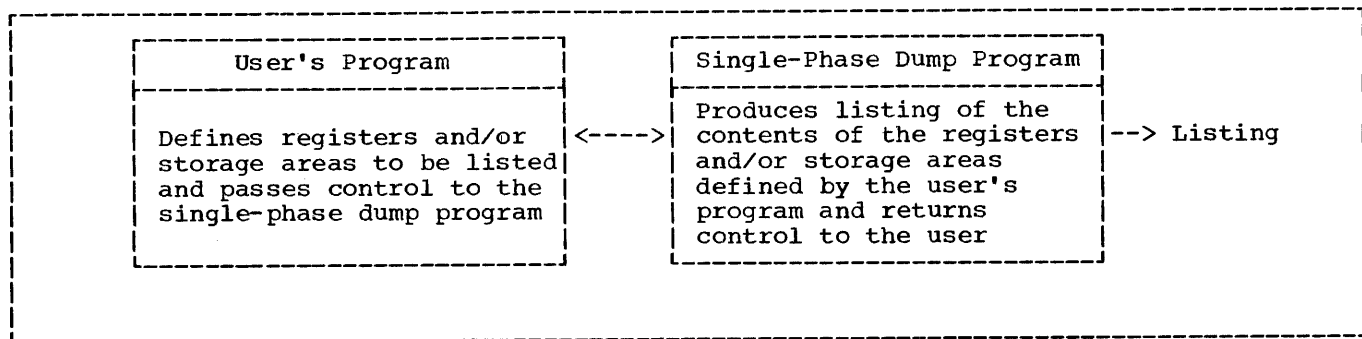 User's Program
Defines registers and/or
storage areas to be listed
and passes control to the
single-phase dump program
<---->
Single-Phase Dump Program
Produces listing of the
contents of the registers
and/or storage areas
defined by the user's
program and returns
control to the user
--> Listing